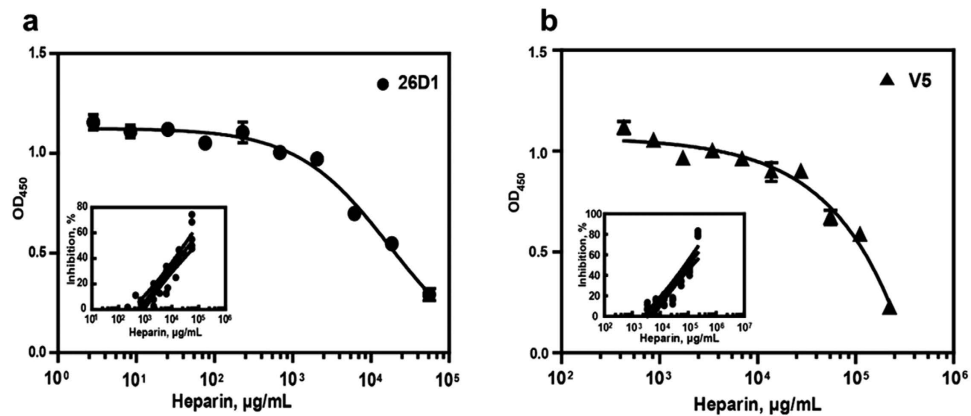 a
1.5
1.0
0.5
0.0
OD450
26D1
80
60
40
20
0
Inhibition, %
10¹ 10² 10³ 10⁴ 10⁵ 10⁶
Heparin, µg/mL
10⁰ 10¹ 10² 10³ 10⁴ 10⁵
Heparin, µg/mL
b
1.5
1.0
0.5
0.0
OD450
V5
100
80
60
40
20
0
Inhibition, %
10² 10³ 10⁴ 10⁵ 10⁶ 10⁷
Heparin, µg/mL
10² 10³ 10⁴ 10⁵ 10⁶
Heparin, µg/mL